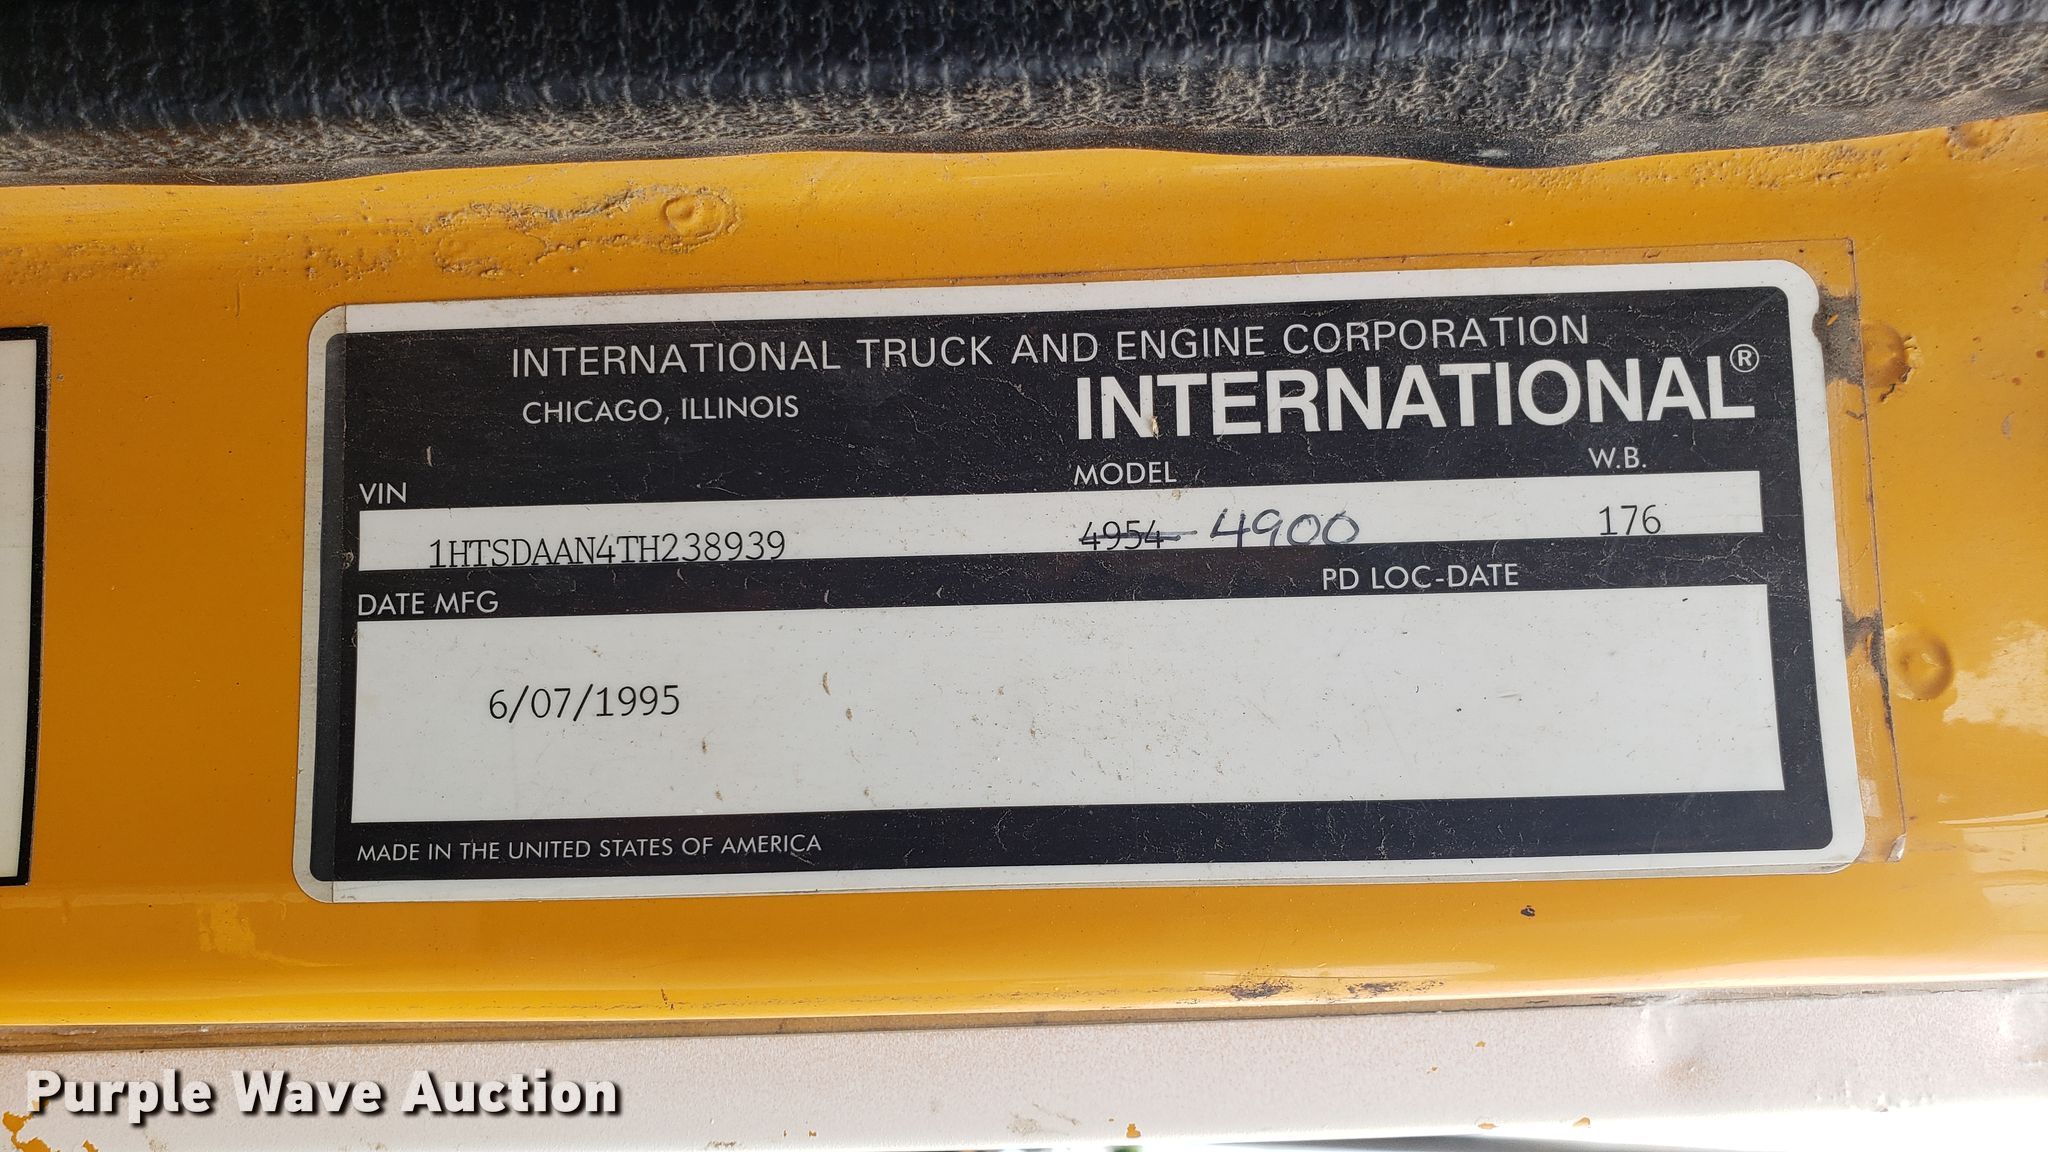 INTERNATIONAL TRUCK AND ENGINE CORPORATION
CHICAGO, ILLINOIS
INTERNATIONAL®
VIN MODEL W.B.
1HTSDAAN4TH238939 4954 4900 176
DATE MFG PD LOC-DATE
6/07/1995
MADE IN THE UNITED STATES OF AMERICA
Purple Wave Auction